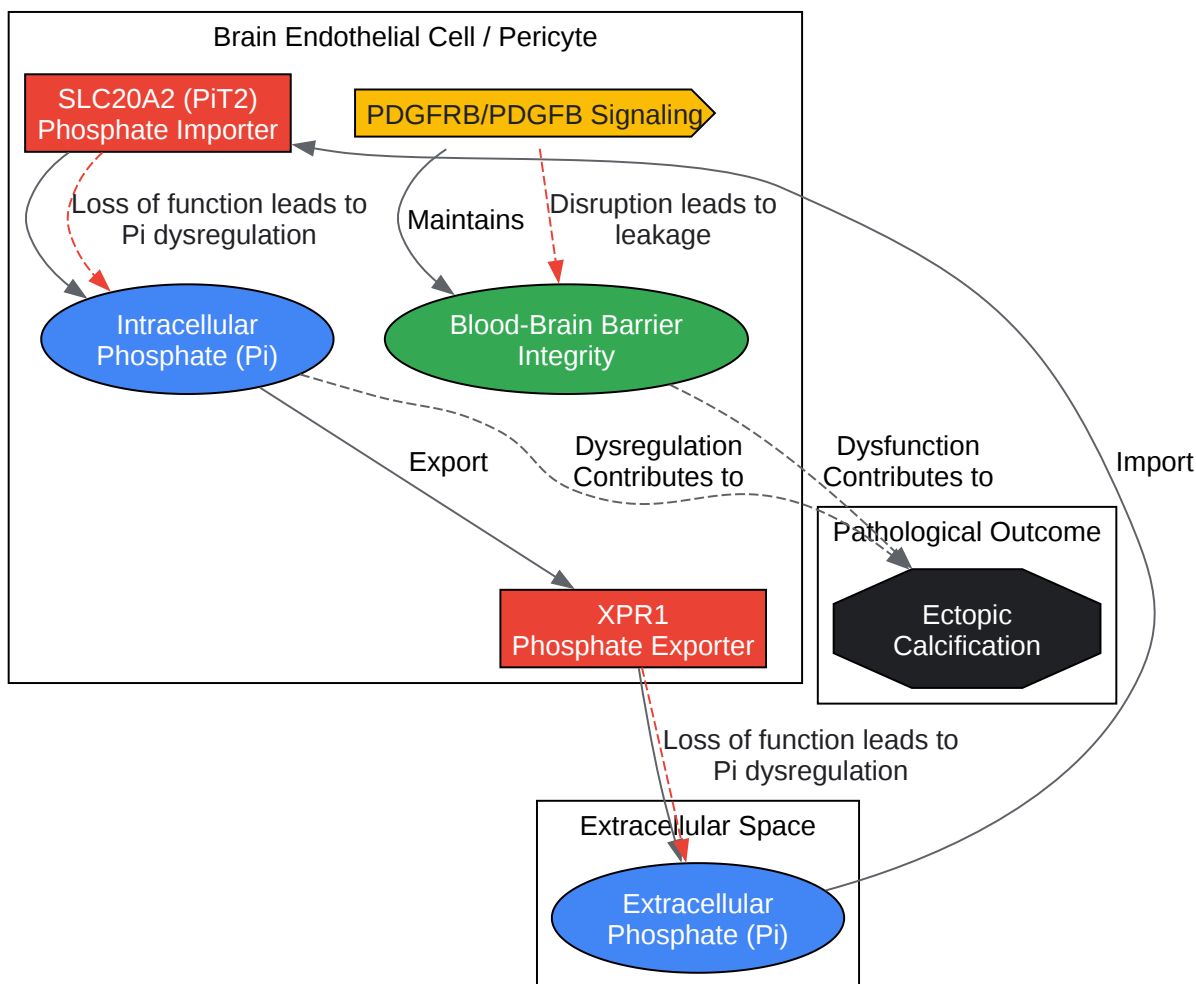 Brain Endothelial Cell / Pericyte
SLC20A2 (PiT2)
Phosphate Importer
PDGFRB/PDGFB Signaling
Loss of function leads to
Pi dysregulation
Maintains
Disruption leads to
leakage
Intracellular
Phosphate (Pi)
Blood-Brain Barrier
Integrity
Export
Dysregulation
Contributes to
Dysfunction
Contributes to
Import
Pathological Outcome
Ectopic
Calcification
XPR1
Phosphate Exporter
Loss of function leads to
Pi dysregulation
Extracellular Space
Extracellular
Phosphate (Pi)